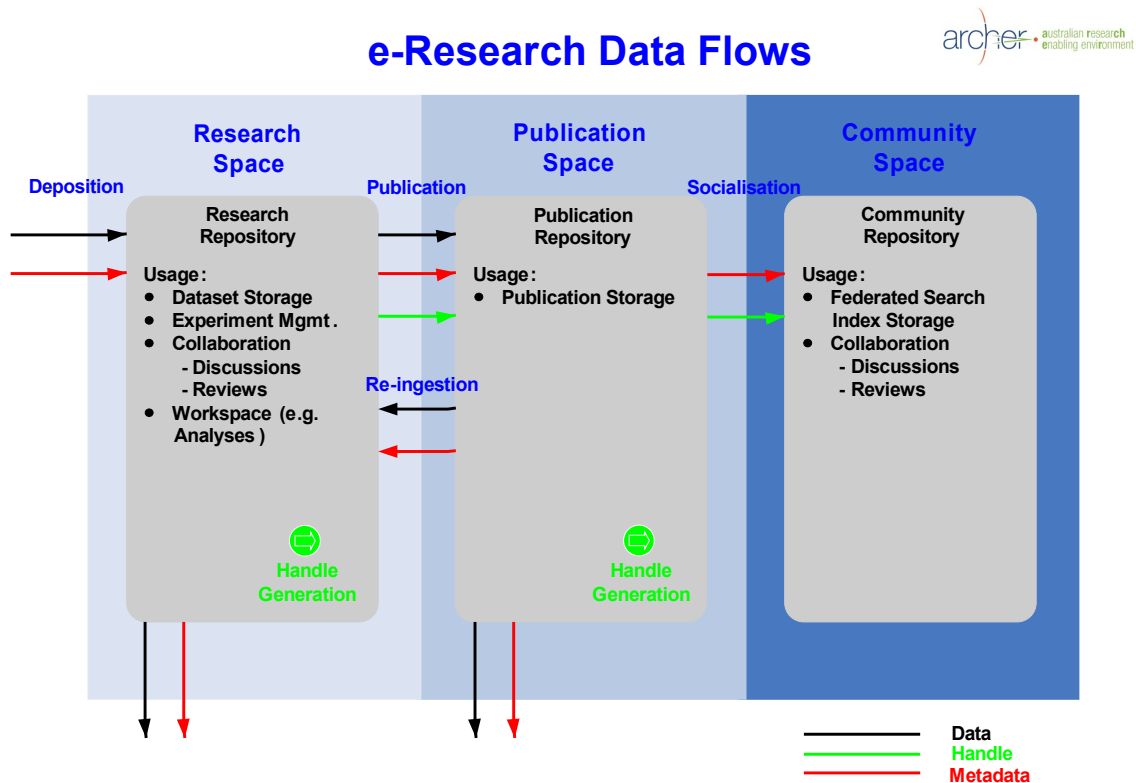 e-Research Data Flows
archer
australian research
enabling environment
Research
Space
Publication
Space
Community
Space
Deposition
Publication
Socialisation
Research
Repository
Usage:
● Dataset Storage
● Experiment Mgmt.
● Collaboration
- Discussions
- Reviews
● Workspace (e.g.
Analyses)
Handle
Generation
Re-ingestion
Publication
Repository
Usage:
● Publication Storage
Handle
Generation
Community
Repository
Usage:
● Federated Search
Index Storage
● Collaboration
- Discussions
- Reviews
Data
Handle
Metadata